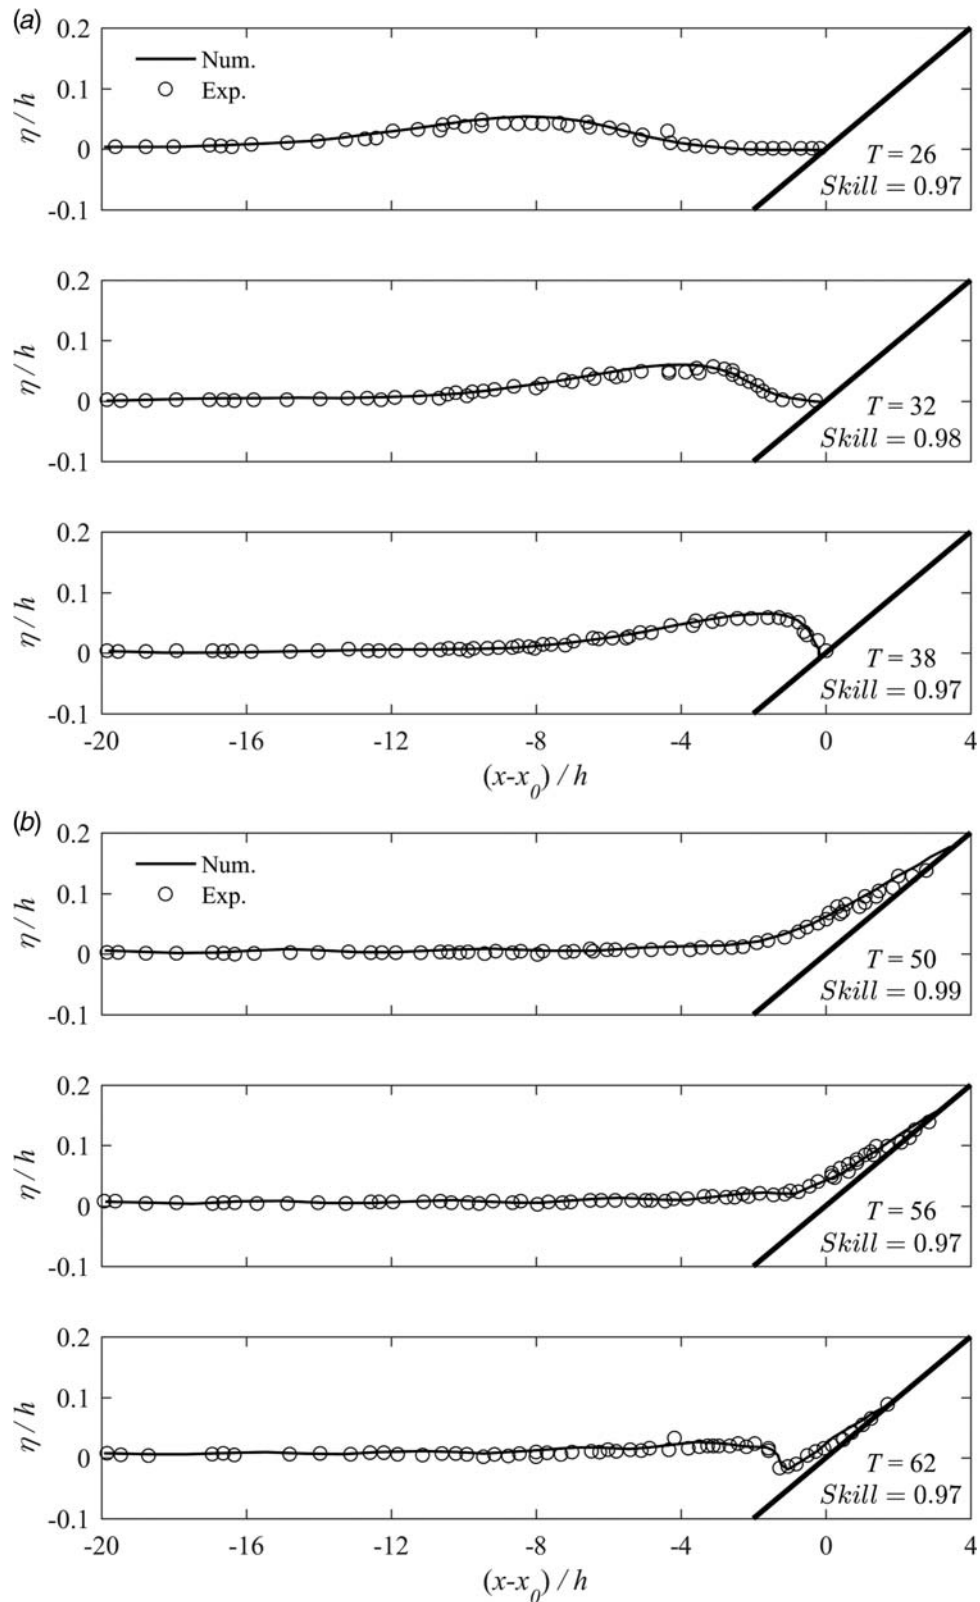 (a)
0.2
Num.
Exp.
0.1
η / h
0
T = 26
Skill = 0.97
-0.1
0.2
0.1
η / h
0
T = 32
Skill = 0.98
-0.1
0.2
0.1
η / h
0
T = 38
Skill = 0.97
-0.1
-20 -16 -12 -8 -4 0 4
(x-x₀) / h
(b)
0.2
Num.
Exp.
0.1
η / h
0
T = 50
Skill = 0.99
-0.1
0.2
0.1
η / h
0
T = 56
Skill = 0.97
-0.1
0.2
0.1
η / h
0
T = 62
Skill = 0.97
-0.1
-20 -16 -12 -8 -4 0 4
(x-x₀) / h